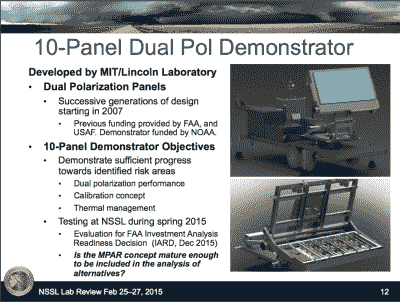 10-Panel Dual Pol Demonstrator
Developed by MIT/Lincoln Laboratory
• Dual Polarization Panels
• Successive generations of design
starting in 2007
• Previous funding provided by FAA, and
USAF. Demonstrator funded by NOAA.
• 10-Panel Demonstrator Objectives
• Demonstrate sufficient progress
towards identified risk areas
• Dual polarization performance
• Calibration concept
• Thermal management
• Testing at NSSL during spring 2015
• Evaluation for FAA Investment Analysis
Readiness Decision (IARD, Dec 2015)
• Is the MPAR concept mature enough
to be included in the analysis of
alternatives?
NSSL Lab Review Feb 25–27, 2015
12